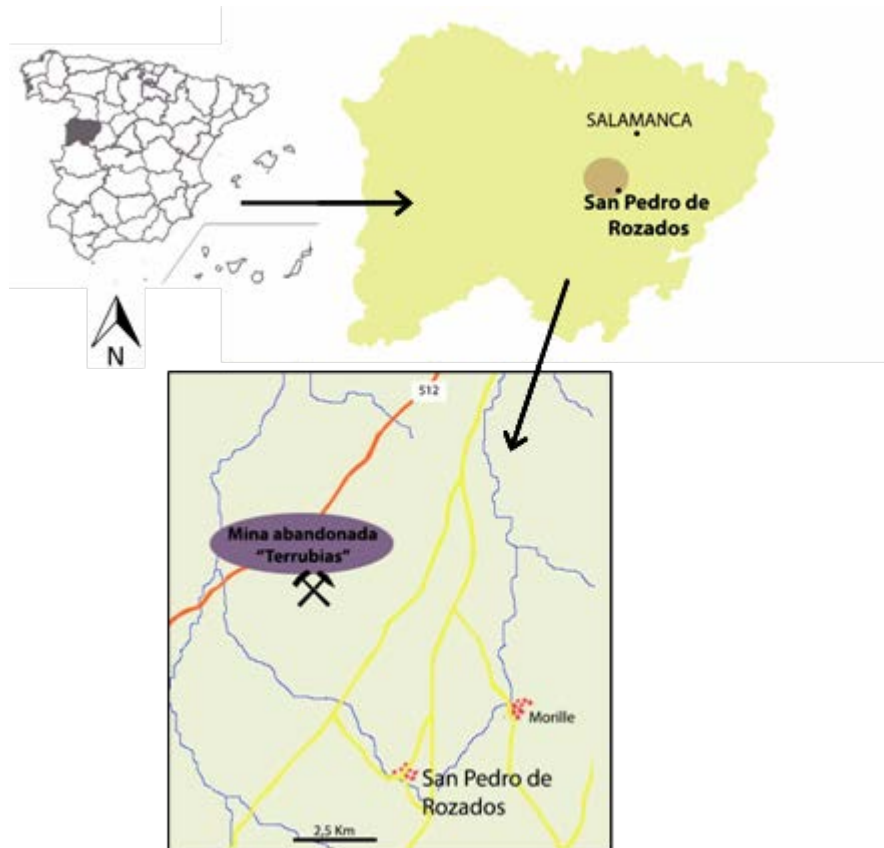 SALAMANCA
San Pedro de
Rozados
N
512
Mina abandonada
"Terrubias"
Morille
San Pedro de
Rozados
2,5 Km